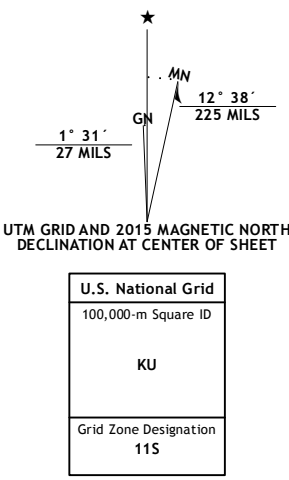 ★
MN
GN
12° 38´
225 MILS
1° 31´
27 MILS
UTM GRID AND 2015 MAGNETIC NORTH
DECLINATION AT CENTER OF SHEET
U.S. National Grid
100,000-m Square ID
KU
Grid Zone Designation
11S